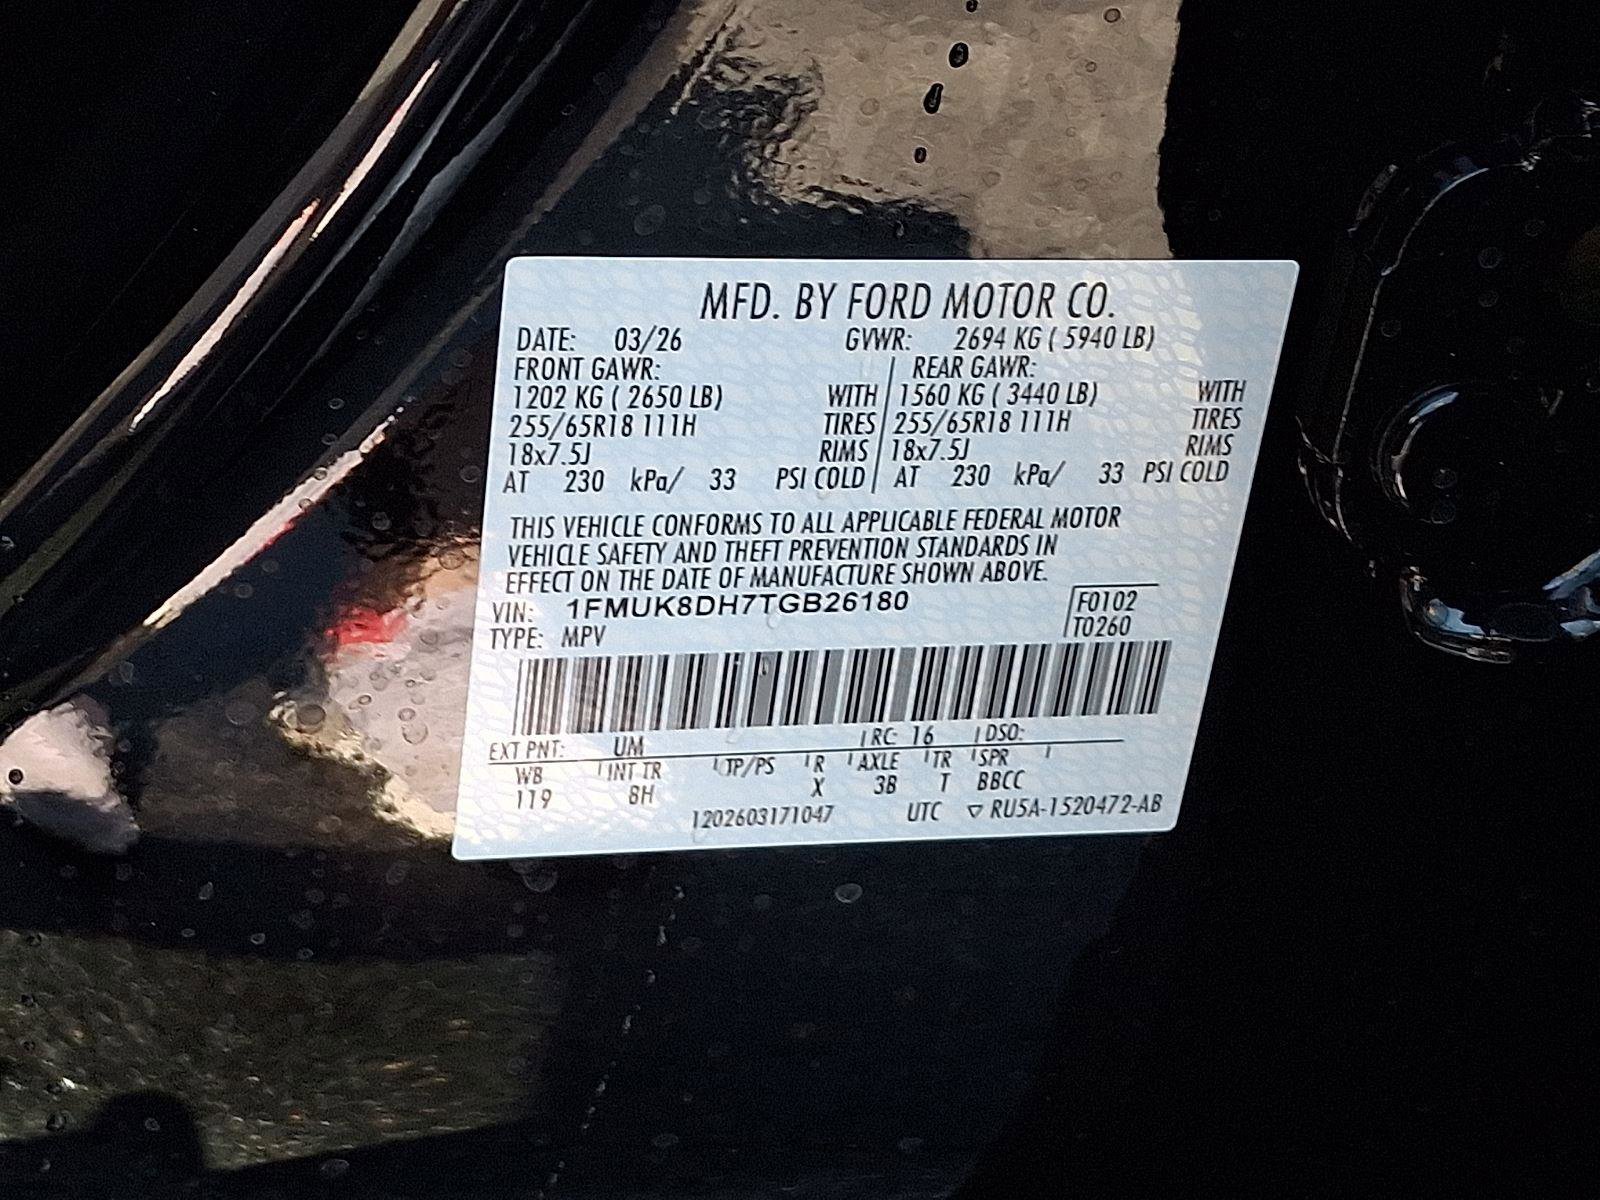 MFD. BY FORD MOTOR CO.
DATE: 03/26 GVWR: 2694 KG ( 5940 LB)
FRONT GAWR: REAR GAWR:
1202 KG ( 2650 LB) WITH 1560 KG ( 3440 LB) WITH
255/65R18 111H TIRES 255/65R18 111H TIRES
18x7.5J RIMS 18x7.5J RIMS
AT 230 kPa/ 33 PSI COLD AT 230 kPa/ 33 PSI COLD
THIS VEHICLE CONFORMS TO ALL APPLICABLE FEDERAL MOTOR
VEHICLE SAFETY AND THEFT PREVENTION STANDARDS IN
EFFECT ON THE DATE OF MANUFACTURE SHOWN ABOVE.
VIN: 1FMUK8DH7TGB26180 F0102
TYPE: MPV T0260
EXT PNT: UM RC: 16 DSO:
WB INT TR TP/PS R AXLE TR SPR
119 8H X 3B T BBCC
1202603171047 UTC ▽ RU5A-1520472-AB